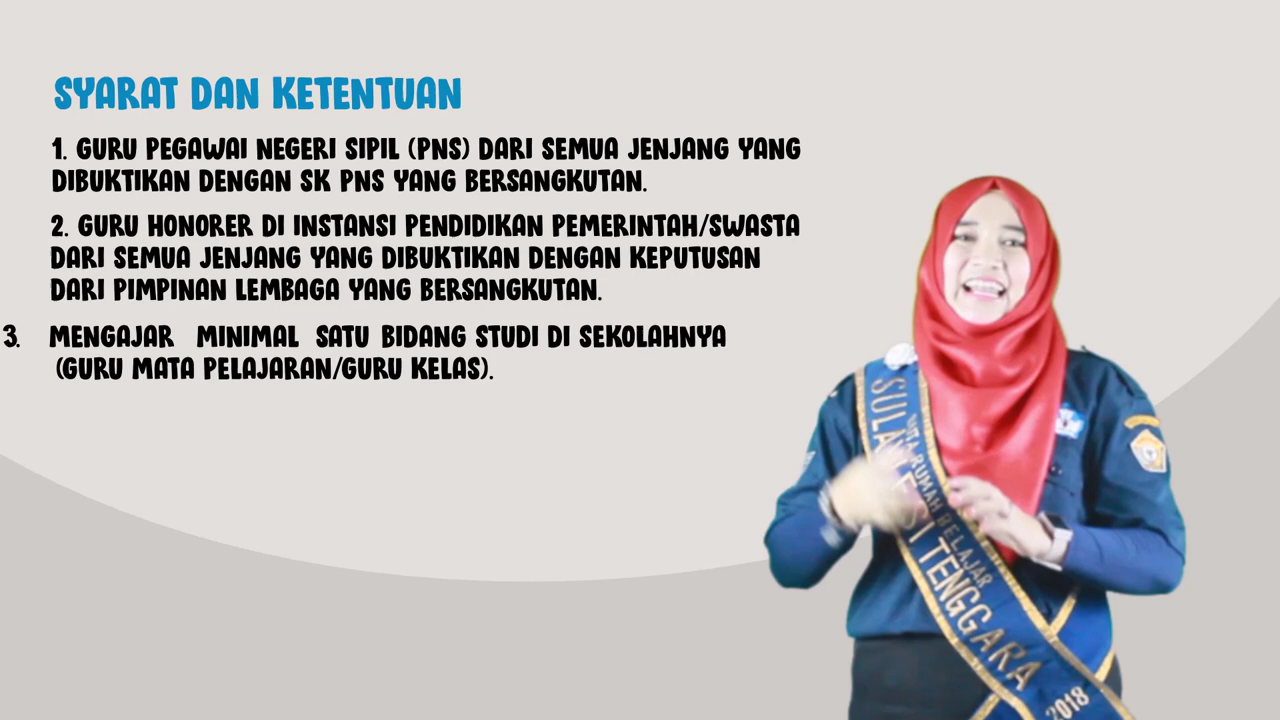 SYARAT DAN KETENTUAN
1. GURU PEGAWAI NEGERI SIPIL (PNS) DARI SEMUA JENJANG YANG
DIBUKTIKAN DENGAN SK PNS YANG BERSANGKUTAN.
2. GURU HONORER DI INSTANSI PENDIDIKAN PEMERINTAH/SWASTA
DARI SEMUA JENJANG YANG DIBUKTIKAN DENGAN KEPUTUSAN
DARI PIMPINAN LEMBAGA YANG BERSANGKUTAN.
3. MENGAJAR MINIMAL SATU BIDANG STUDI DI SEKOLAHNYA
(GURU MATA PELAJARAN/GURU KELAS).
RUMAH BELAJAR
TENGGARA
2018